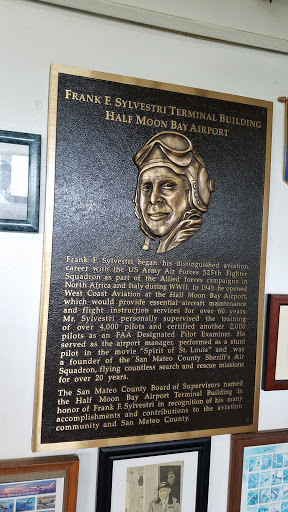 FRANK F. SYLVESTRI TERMINAL BUILDING
HALF MOON BAY AIRPORT
Frank F. Sylvestri began his distinguished aviation
career with the US Army Air Forces 525th Fighter
Squadron as part of the Allied forces campaigns in
North Africa and Italy during WWII. In 1949, he opened
West Coast Aviation at the Half Moon Bay Airport,
which would provide essential aircraft maintenance
and flight instruction services for over 60 years.
Mr. Sylvestri personally supervised the training
of over 4,000 pilots and certified another 2,000
pilots as an FAA Designated Pilot Examiner. He
served as the airport manager, performed as a stunt
pilot in the movie "Spirit of St. Louis" and was
a founder of the San Mateo County Sheriff's Air
Squadron, flying countless search and rescue missions
for over 20 years.
The San Mateo County Board of Supervisors named
the Half Moon Bay Airport Terminal Building in
honor of Frank F. Sylvestri in recognition of his many
accomplishments and contributions to the aviation
community and San Mateo County.